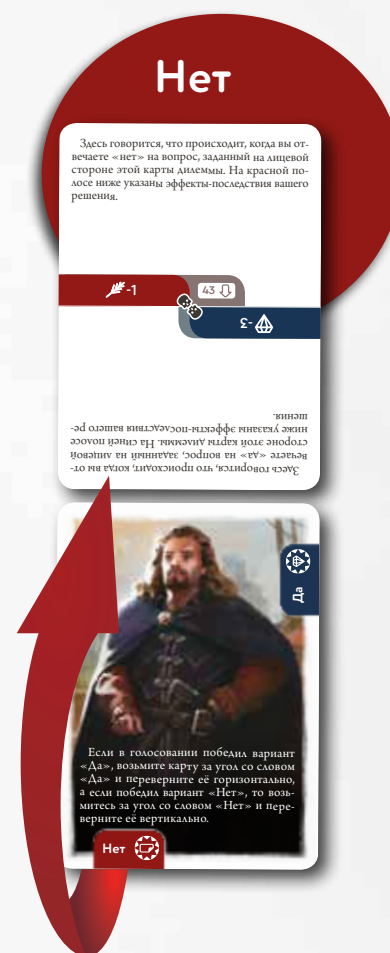 Нет
Здесь говорится, что происходит, когда вы от-
вечаете «нет» на вопрос, заданный на лицевой
стороне этой карты дилеммы. На красной по-
лосе ниже указаны эффекты-последствия вашего
решения.
-1
43
-3
Здесь говорится, что происходит, когда вы от-
вечаете «да» на вопрос, заданный на лицевой
стороне этой карты дилеммы. На синей полосе
ниже указаны эффекты-последствия вашего ре-
шения.
Да
Если в голосовании победил вариант
«Да», возьмите карту за угол со словом
«Да» и переверните её горизонтально,
а если победил вариант «Нет», то возь-
митесь за угол со словом «Нет» и пере-
верните её вертикально.
Нет